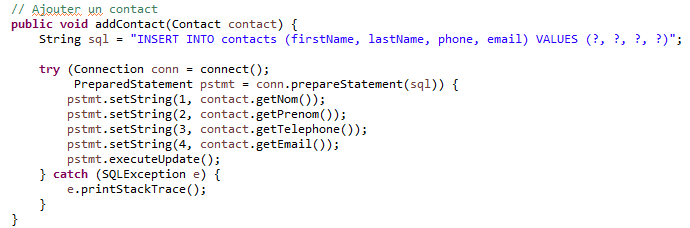 // Ajouter un contact
public void addContact(Contact contact) {
String sql = "INSERT INTO contacts (firstName, lastName, phone, email) VALUES (?, ?, ?, ?)";
try (Connection conn = connect();
PreparedStatement pstmt = conn.prepareStatement(sql)) {
pstmt.setString(1, contact.getNom());
pstmt.setString(2, contact.getPrenom());
pstmt.setString(3, contact.getTelephone());
pstmt.setString(4, contact.getEmail());
pstmt.executeUpdate();
} catch (SQLException e) {
e.printStackTrace();
}
}